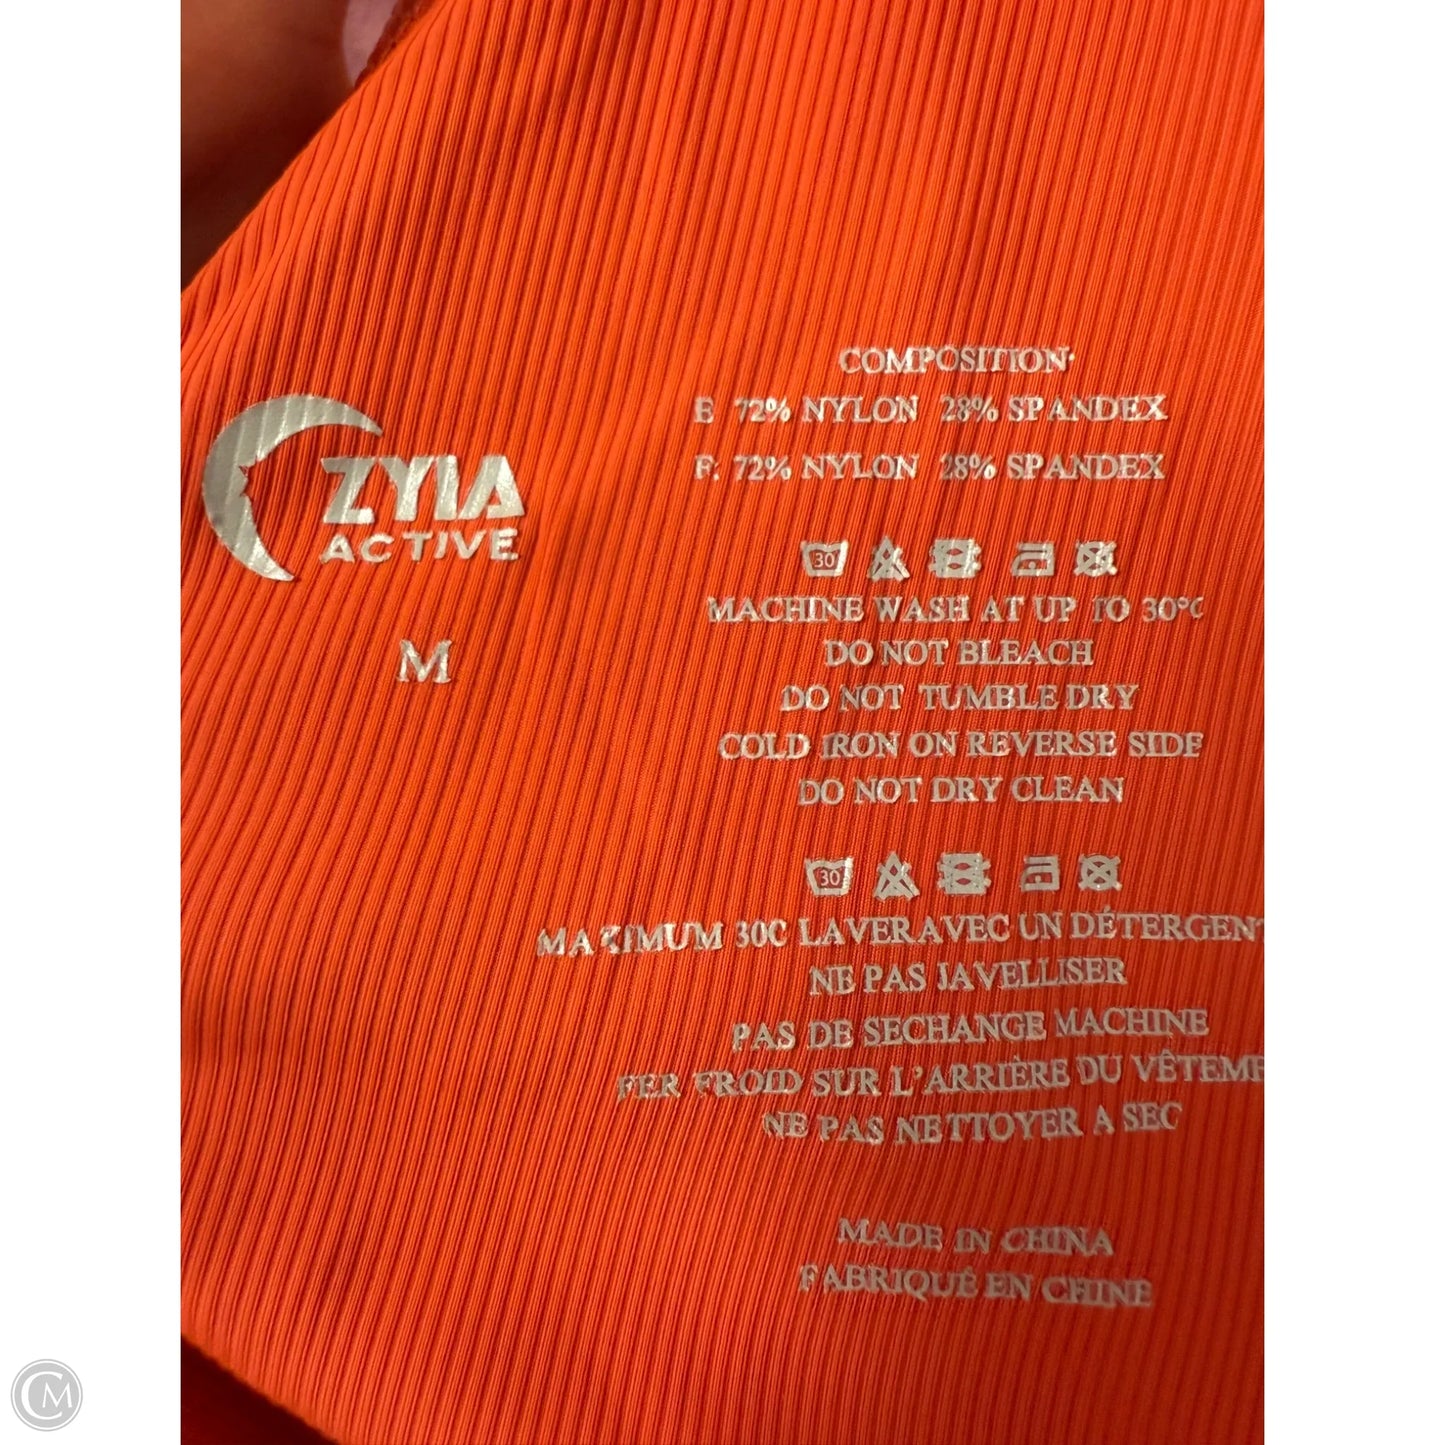 ZYIA
ACTIVE
M
COMPOSITION:
E 72% NYLON 28% SPANDEX
F: 72% NYLON 28% SPANDEX
30
MACHINE WASH AT UP TO 30°C
DO NOT BLEACH
DO NOT TUMBLE DRY
COLD IRON ON REVERSE SIDE
DO NOT DRY CLEAN
30
MAXIMUM 30C LAVER AVEC UN DÉTERGENT
NE PAS JAVELLISER
PAS DE SECHANGE MACHINE
FER FROID SUR L'ARRIÈRE DU VÊTEME
NE PAS NETTOYER A SEC
MADE IN CHINA
FABRIQUÉ EN CHINE
CM